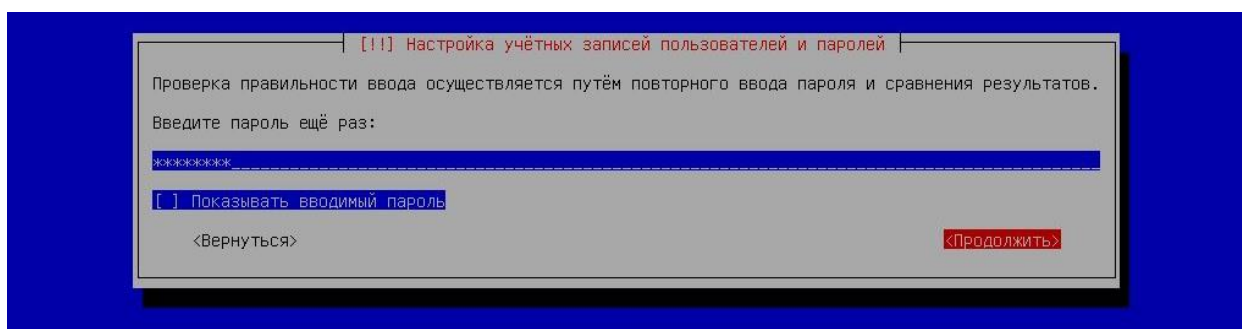 [!!] Настройка учётных записей пользователей и паролей
Проверка правильности ввода осуществляется путём повторного ввода пароля и сравнения результатов.
Введите пароль ещё раз:
********
[ ] Показывать вводимый пароль
<Вернуться> <Продолжить>